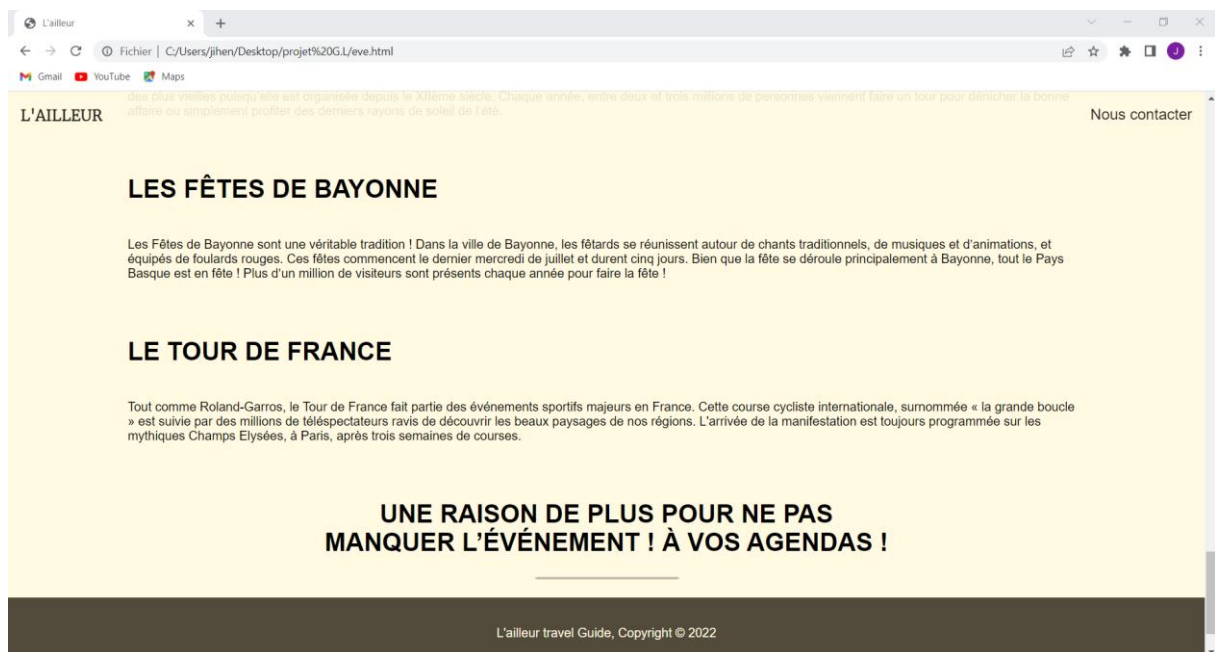 L'ailleur
Fichier | C:/Users/jihen/Desktop/projet%20G.L/eve.html
J
Gmail YouTube Maps
des plus vieilles puisqu'elle est organisée depuis le XIIème siècle. Chaque année, entre deux et trois millions de personnes viennent faire un tour pour dénicher la bonne
affaire ou simplement profiter des derniers rayons de soleil de l'été.
L'AILLEUR
Nous contacter
LES FÊTES DE BAYONNE
Les Fêtes de Bayonne sont une véritable tradition ! Dans la ville de Bayonne, les fêtards se réunissent autour de chants traditionnels, de musiques et d'animations, et
équipés de foulards rouges. Ces fêtes commencent le dernier mercredi de juillet et durent cinq jours. Bien que la fête se déroule principalement à Bayonne, tout le Pays
Basque est en fête ! Plus d'un million de visiteurs sont présents chaque année pour faire la fête !
LE TOUR DE FRANCE
Tout comme Roland-Garros, le Tour de France fait partie des événements sportifs majeurs en France. Cette course cycliste internationale, surnommée « la grande boucle
» est suivie par des millions de téléspectateurs ravis de découvrir les beaux paysages de nos régions. L'arrivée de la manifestation est toujours programmée sur les
mythiques Champs Elysées, à Paris, après trois semaines de courses.
UNE RAISON DE PLUS POUR NE PAS
MANQUER L'ÉVÉNEMENT ! À VOS AGENDAS !
L'ailleur travel Guide, Copyright © 2022